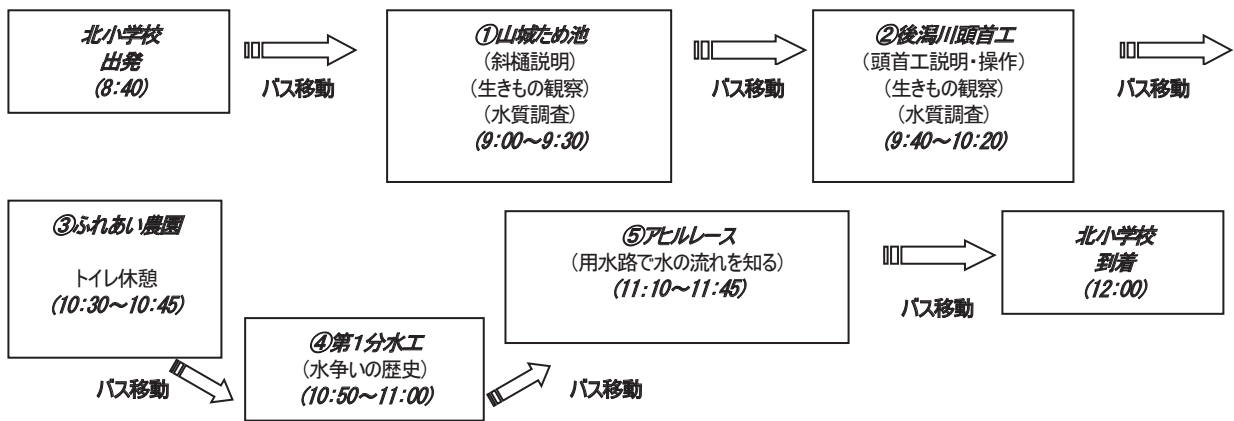 北小学校
出発
(8:40)
バス移動
①山城ため池
(斜樋説明)
(生きもの観察)
(水質調査)
(9:00～9:30)
バス移動
②後潟川頭首工
(頭首工説明・操作)
(生きもの観察)
(水質調査)
(9:40～10:20)
バス移動
③ふれあい農園
トイレ休憩
(10:30～10:45)
バス移動
④第1分水工
(水争いの歴史)
(10:50～11:00)
バス移動
⑤アヒルレース
(用水路で水の流れを知る)
(11:10～11:45)
バス移動
北小学校
到着
(12:00)